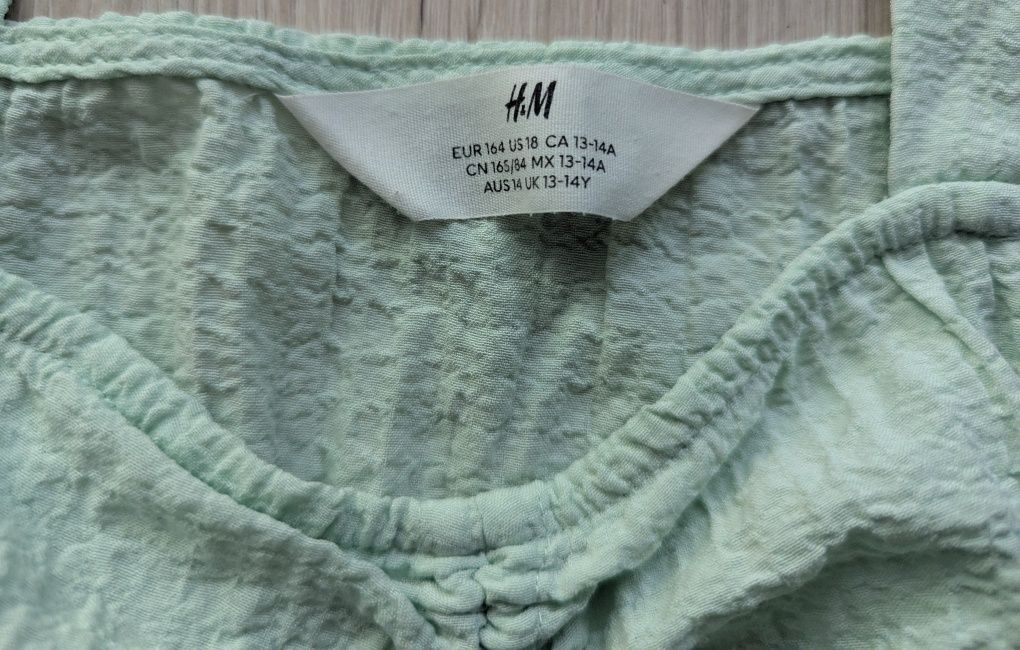 H&M
EUR 164 US 18 CA 13-14A
CN 165/84 MX 13-14A
AUS 14 UK 13-14Y